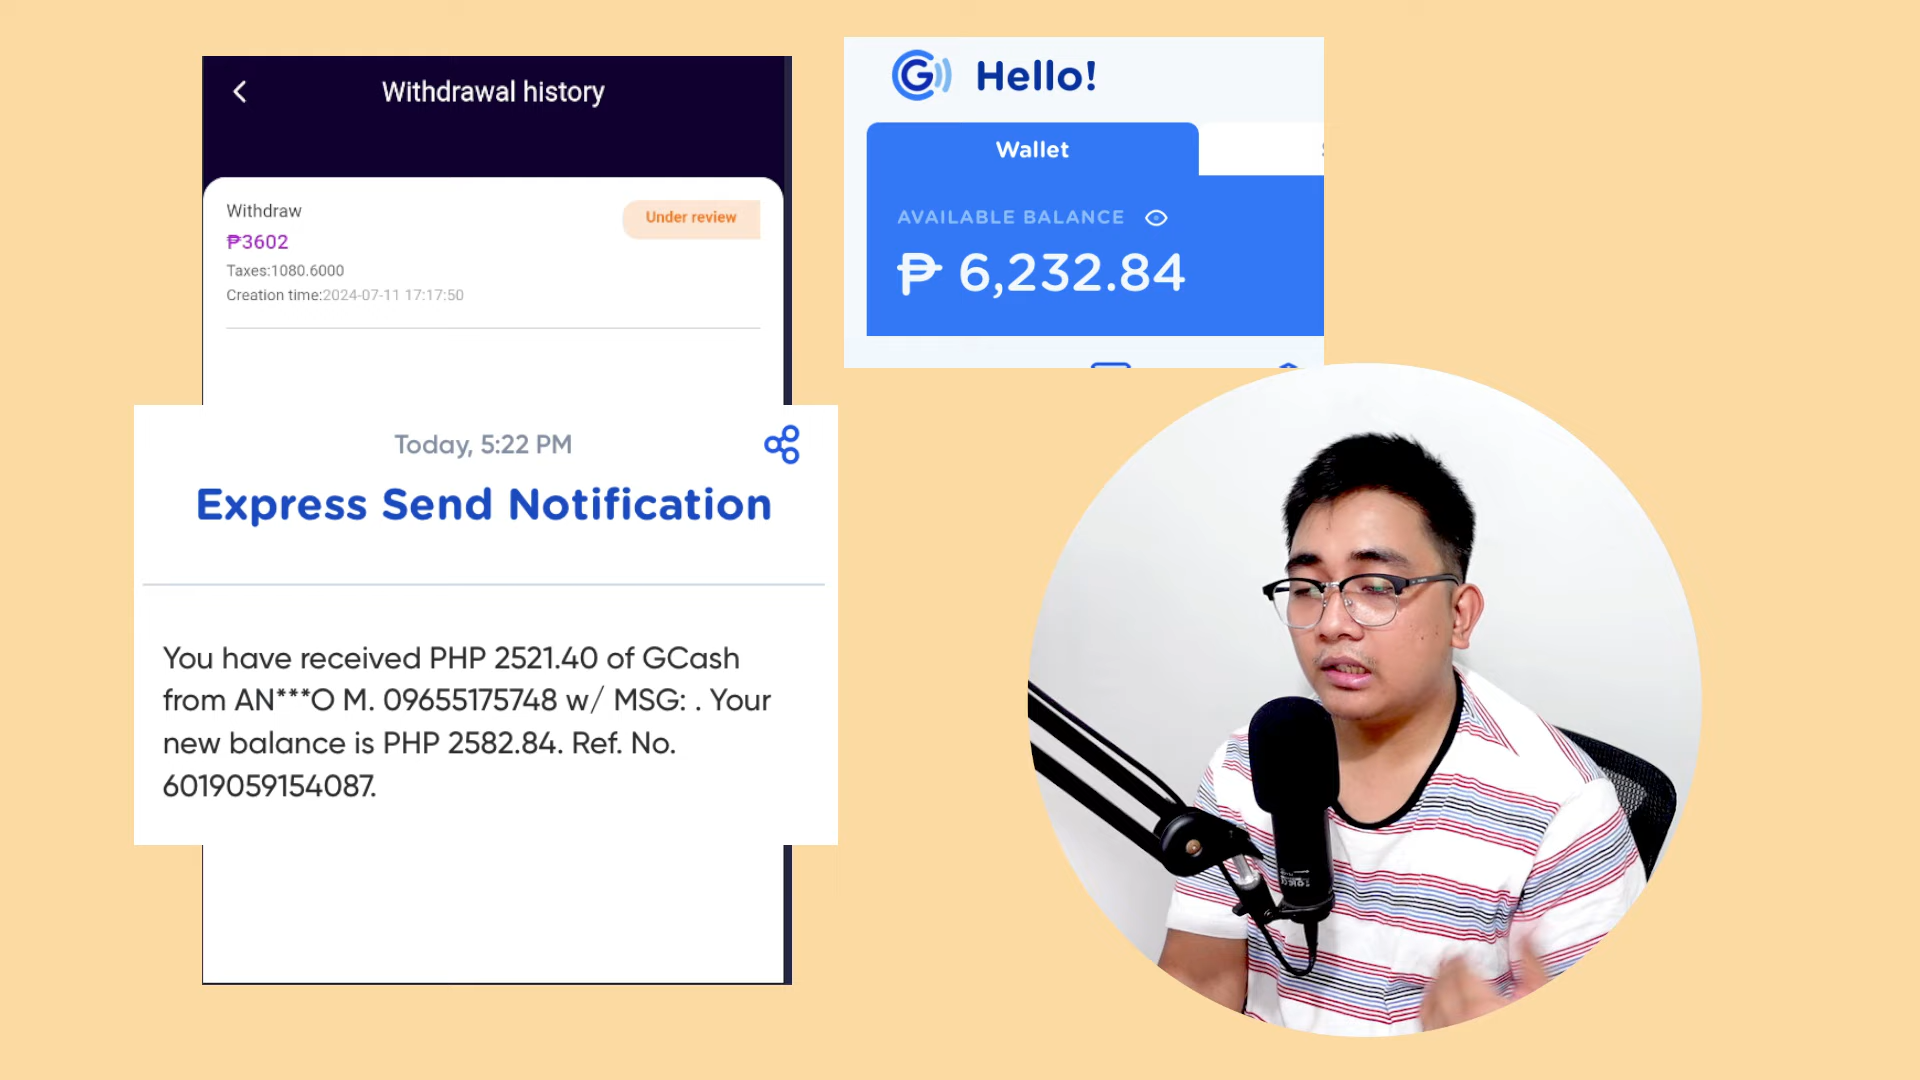 Withdrawal history
Withdraw
Under review
₱3602
Taxes:1080.6000
Creation time:2024-07-11 17:17:50
Today, 5:22 PM
Express Send Notification
You have received PHP 2521.40 of GCash
from AN***O M. 09655175748 w/ MSG: . Your
new balance is PHP 2582.84. Ref. No.
6019059154087.
G Hello!
Wallet
AVAILABLE BALANCE
₱ 6,232.84